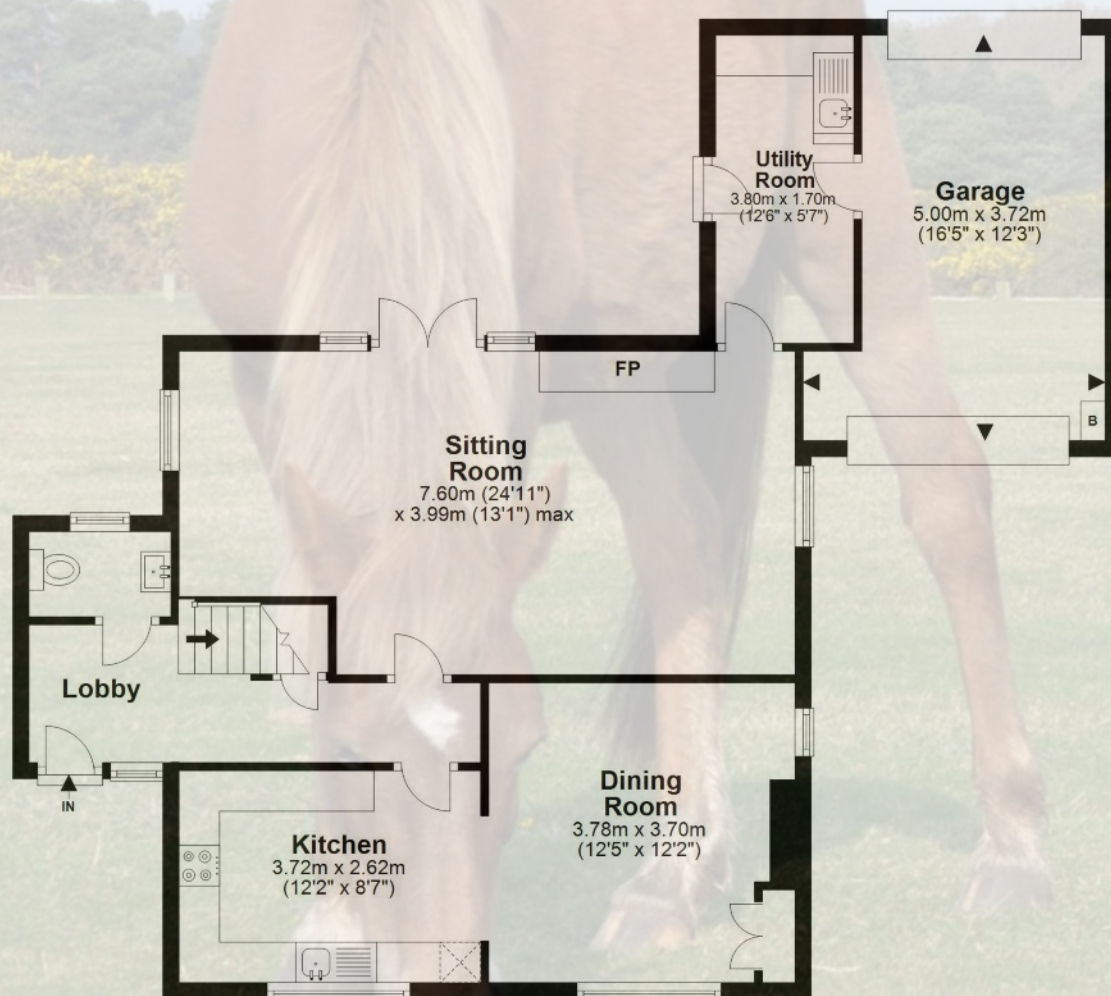 Utility
Room
3.80m x 1.70m
(12'6" x 5'7")
Garage
5.00m x 3.72m
(16'5" x 12'3")
FP
B
Sitting
Room
7.60m (24'11")
x 3.99m (13'1") max
Lobby
IN
Kitchen
3.72m x 2.62m
(12'2" x 8'7")
Dining
Room
3.78m x 3.70m
(12'5" x 12'2")